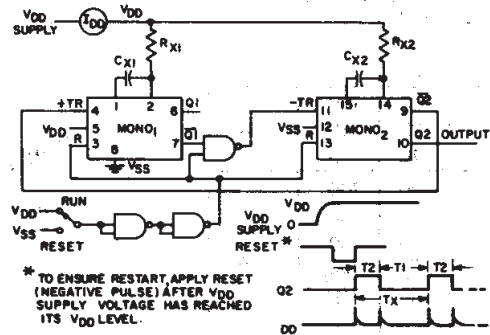 VDD
SUPPLY
IDD
VDD
RX1
RX2
CX1
CX2
1 2
15 14
+TR 4 6 Q1
VDD 5 MONO1
R 3 8 7 Q1
VSS
-TR 11 9 Q2
VSS 12 MONO2
R 13 10 Q2 OUTPUT
VDD RUN
VSS
RESET
VDD
SUPPLY
0
VDD
RESET *
T2 T1 T2
Q2
TX
DD
* TO ENSURE RESTART, APPLY RESET
(NEGATIVE PULSE) AFTER VDD
SUPPLY VOLTAGE HAS REACHED
ITS VDD LEVEL.